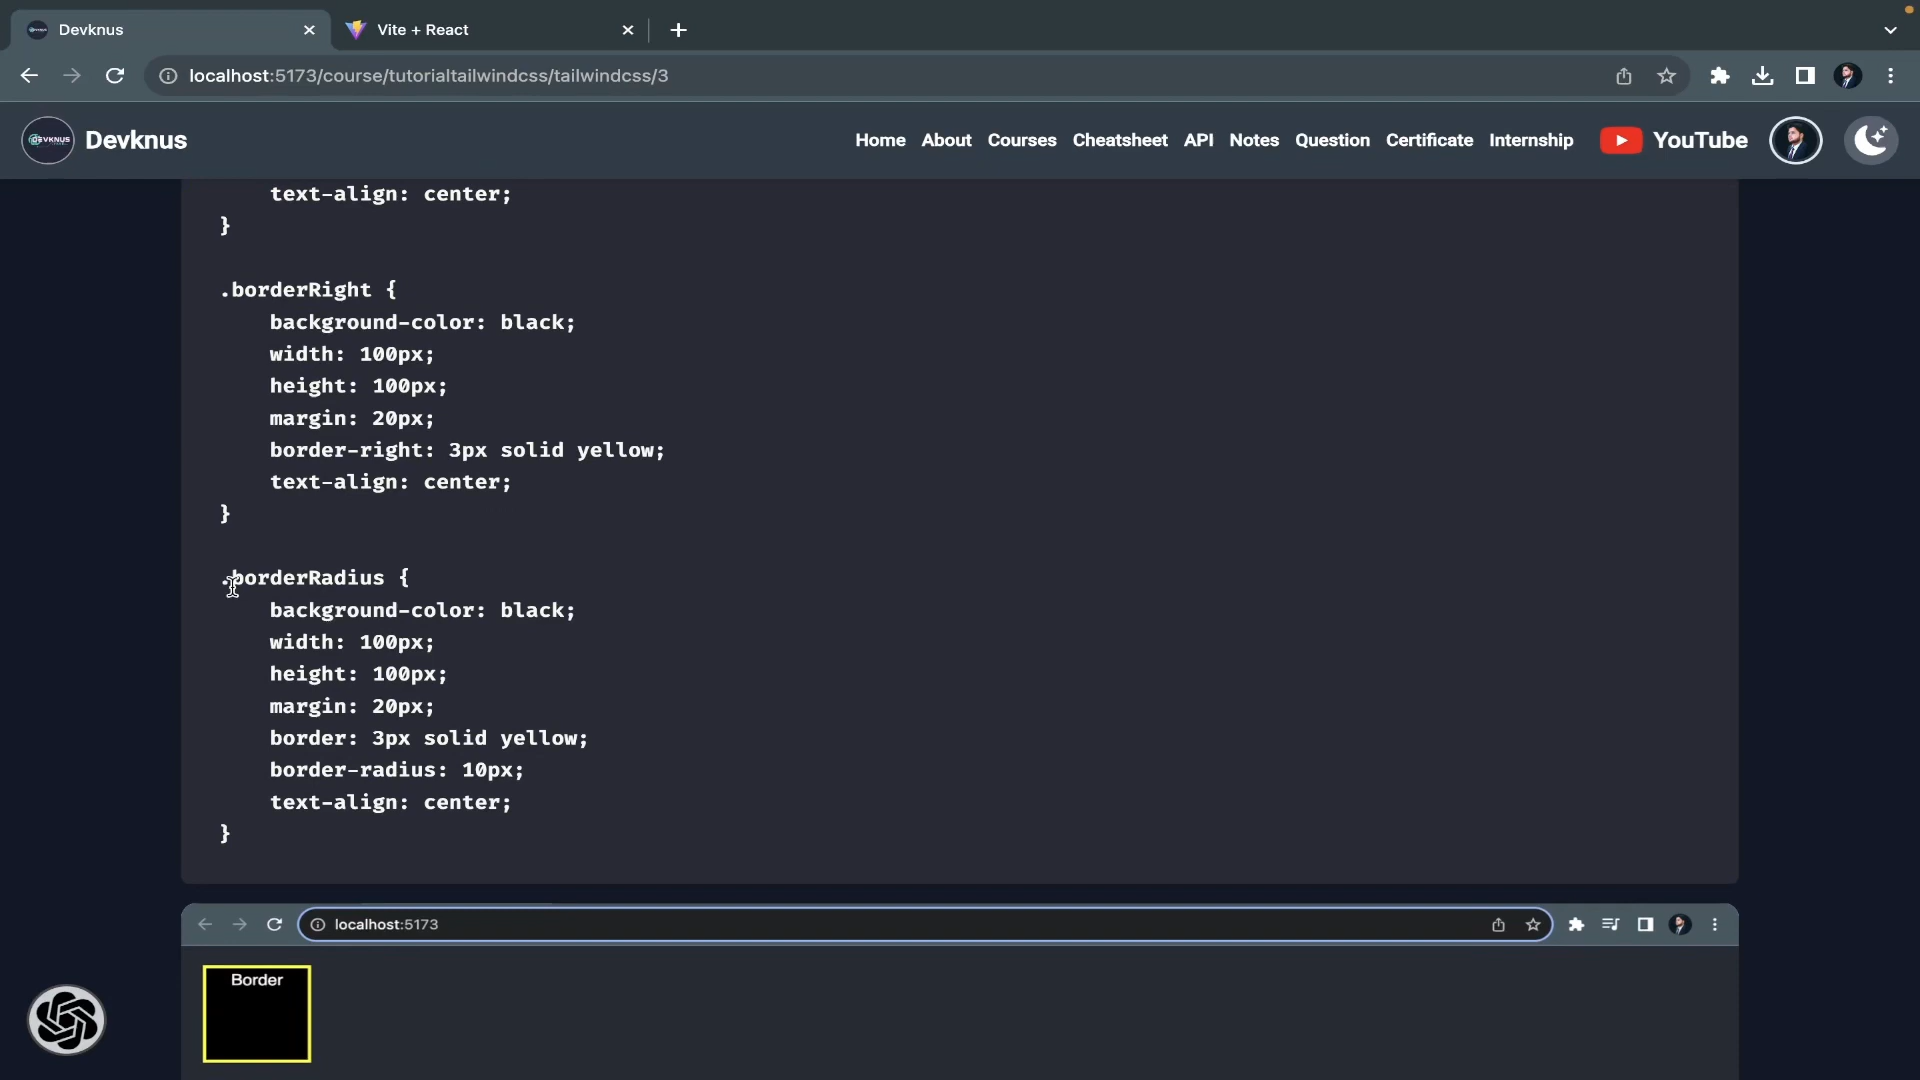 Devknus
Vite + React
localhost:5173/course/tutorialtailwindcss/tailwindcss/3
DEVKNUS
Devknus
Home About Courses Cheatsheet API Notes Question Certificate Internship YouTube
text-align: center;
}
.borderRight {
background-color: black;
width: 100px;
height: 100px;
margin: 20px;
border-right: 3px solid yellow;
text-align: center;
}
.borderRadius {
background-color: black;
width: 100px;
height: 100px;
margin: 20px;
border: 3px solid yellow;
border-radius: 10px;
text-align: center;
}
localhost:5173
Border